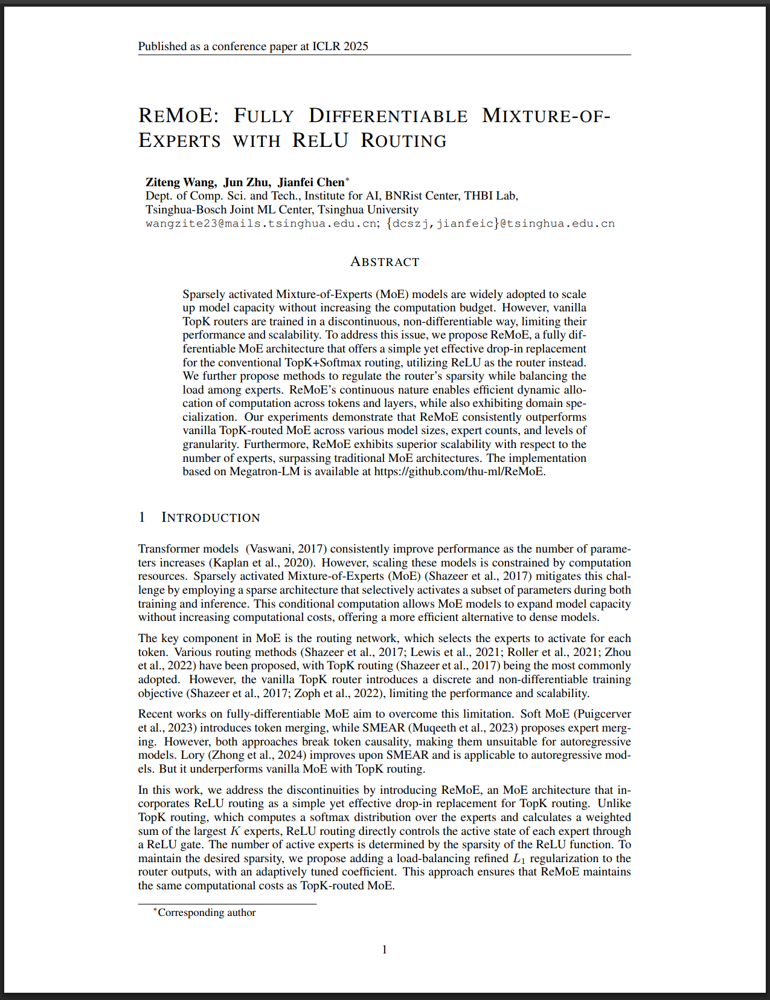 Published as a conference paper at ICLR 2025
REMOE: FULLY DIFFERENTIABLE MIXTURE-OF-
EXPERTS WITH RELU ROUTING
Ziteng Wang, Jun Zhu, Jianfei Chen*
Dept. of Comp. Sci. and Tech., Institute for AI, BNRist Center, THBI Lab,
Tsinghua-Bosch Joint ML Center, Tsinghua University
wangzite23@mails.tsinghua.edu.cn; {dcszj,jianfeic}@tsinghua.edu.cn
ABSTRACT
Sparsely activated Mixture-of-Experts (MoE) models are widely adopted to scale
up model capacity without increasing the computation budget. However, vanilla
TopK routers are trained in a discontinuous, non-differentiable way, limiting their
performance and scalability. To address this issue, we propose ReMoE, a fully dif-
ferentiable MoE architecture that offers a simple yet effective drop-in replacement
for the conventional TopK+Softmax routing, utilizing ReLU as the router instead.
We further propose methods to regulate the router's sparsity while balancing the
load among experts. ReMoE's continuous nature enables efficient dynamic allo-
cation of computation across tokens and layers, while also exhibiting domain spe-
cialization. Our experiments demonstrate that ReMoE consistently outperforms
vanilla TopK-routed MoE across various model sizes, expert counts, and levels of
granularity. Furthermore, ReMoE exhibits superior scalability with respect to the
number of experts, surpassing traditional MoE architectures. The implementation
based on Megatron-LM is available at https://github.com/thu-ml/ReMoE.
1 INTRODUCTION
Transformer models (Vaswani, 2017) consistently improve performance as the number of parame-
ters increases (Kaplan et al., 2020). However, scaling these models is constrained by computation
resources. Sparsely activated Mixture-of-Experts (MoE) (Shazeer et al., 2017) mitigates this chal-
lenge by employing a sparse architecture that selectively activates a subset of parameters during both
training and inference. This conditional computation allows MoE models to expand model capacity
without increasing computational costs, offering a more efficient alternative to dense models.
The key component in MoE is the routing network, which selects the experts to activate for each
token. Various routing methods (Shazeer et al., 2017; Lewis et al., 2021; Roller et al., 2021; Zhou
et al., 2022) have been proposed, with TopK routing (Shazeer et al., 2017) being the most commonly
adopted. However, the vanilla TopK router introduces a discrete and non-differentiable training
objective (Shazeer et al., 2017; Zoph et al., 2022), limiting the performance and scalability.
Recent works on fully-differentiable MoE aim to overcome this limitation. Soft MoE (Puigcerver
et al., 2023) introduces token merging, while SMEAR (Muqeeth et al., 2023) proposes expert merg-
ing. However, both approaches break token causality, making them unsuitable for autoregressive
models. Lory (Zhong et al., 2024) improves upon SMEAR and is applicable to autoregressive mod-
els. But it underperforms vanilla MoE with TopK routing.
In this work, we address the discontinuities by introducing ReMoE, an MoE architecture that in-
corporates ReLU routing as a simple yet effective drop-in replacement for TopK routing. Unlike
TopK routing, which computes a softmax distribution over the experts and calculates a weighted
sum of the largest K experts, ReLU routing directly controls the active state of each expert through
a ReLU gate. The number of active experts is determined by the sparsity of the ReLU function. To
maintain the desired sparsity, we propose adding a load-balancing refined L₁ regularization to the
router outputs, with an adaptively tuned coefficient. This approach ensures that ReMoE maintains
the same computational costs as TopK-routed MoE.
*Corresponding author
1